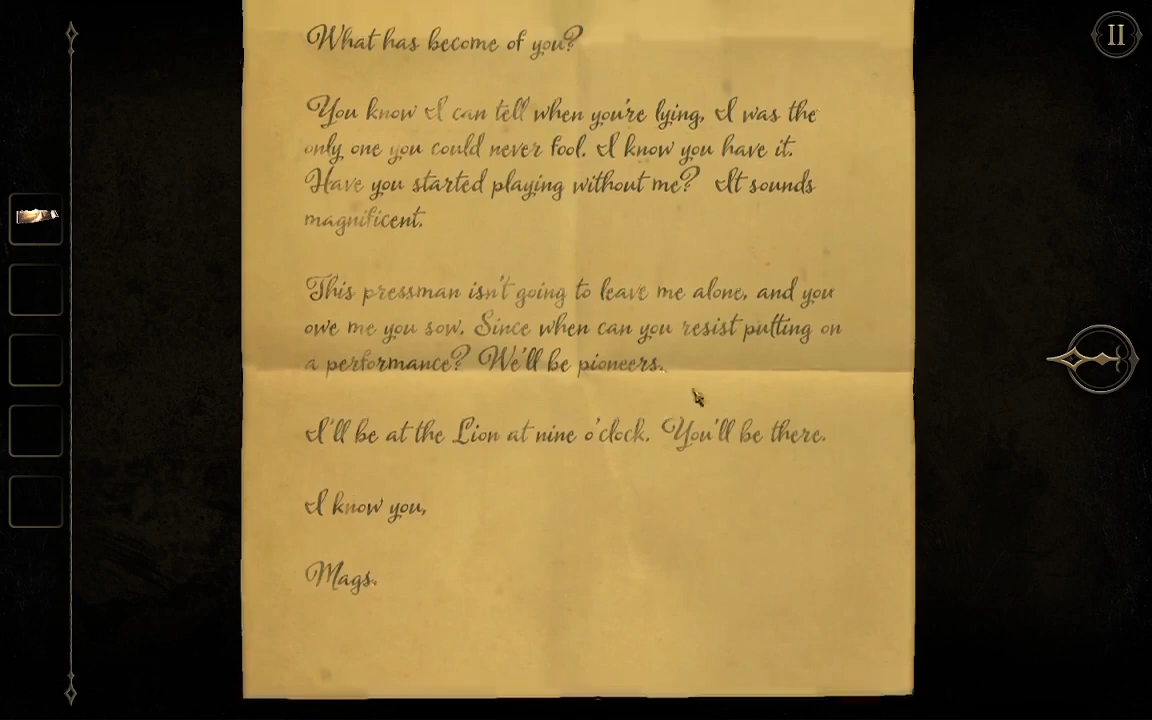 What has become of you?
You know I can tell when you're lying, I was the
only one you could never fool. I know you have it.
Have you started playing without me? It sounds
magnificent.
This pressman isn't going to leave me alone, and you
owe me you sow. Since when can you resist putting on
a performance? We'll be pioneers.
I'll be at the Lion at nine o'clock. You'll be there.
I know you,
Mags.
II